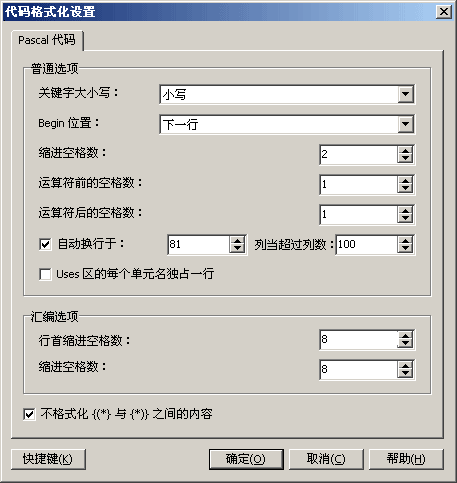 代码格式化设置
Pascal 代码
普通选项
关键字大小写： 小写
Begin 位置： 下一行
缩进空格数： 2
运算符前的空格数： 1
运算符后的空格数： 1
自动换行于： 81 列当超过列数： 100
Uses 区的每个单元名独占一行
汇编选项
行首缩进空格数： 8
缩进空格数： 8
不格式化 {(*} 与 {*)} 之间的内容
快捷键(K) 确定(O) 取消(C) 帮助(H)